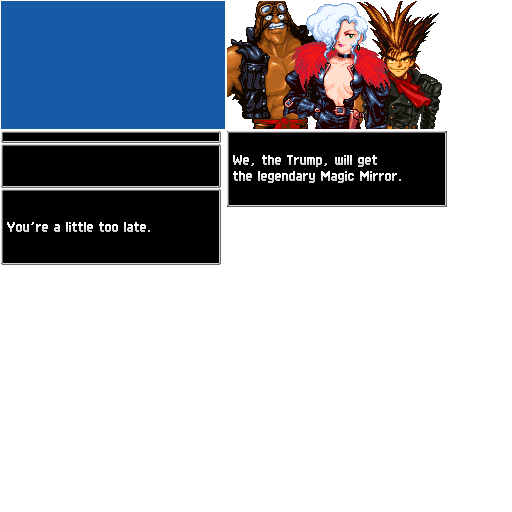 We, the Trump, will get
the legendary Magic Mirror.
You're a little too late.